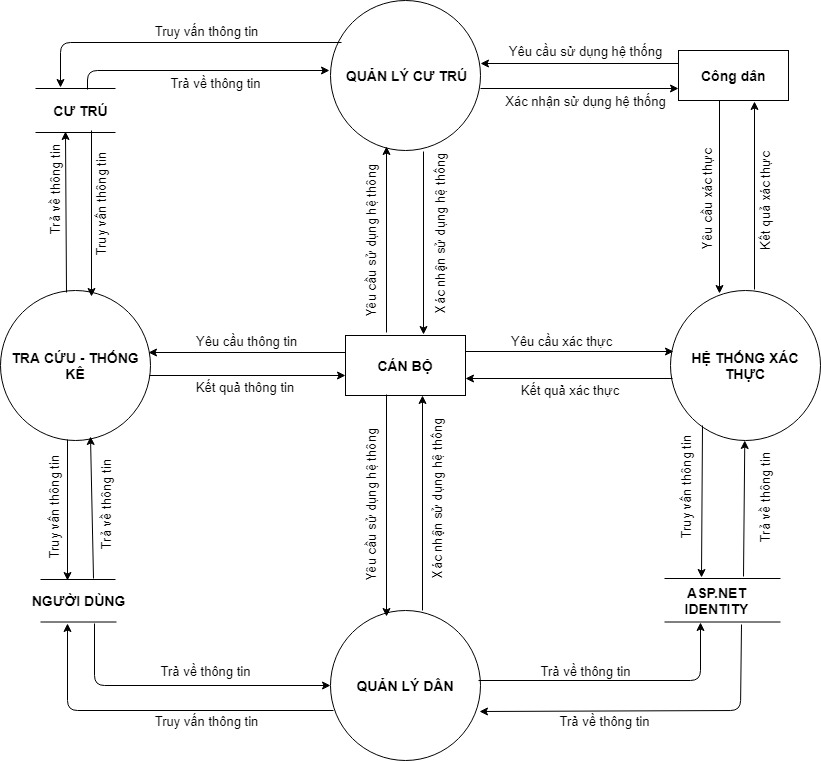 Truy vấn thông tin
Trả về thông tin
CƯ TRÚ
QUẢN LÝ CƯ TRÚ
Yêu cầu sử dụng hệ thống
Xác nhận sử dụng hệ thống
Công dân
Trả về thông tin
Truy vấn thông tin
Yêu cầu sử dụng hệ thống
Xác nhận sử dụng hệ thống
Yêu cầu xác thực
Kết quả xác thực
TRA CỨU - THỐNG
KÊ
Yêu cầu thông tin
Kết quả thông tin
CÁN BỘ
Yêu cầu xác thực
Kết quả xác thực
HỆ THỐNG XÁC
THỰC
Truy vấn thông tin
Trả về thông tin
Yêu cầu sử dụng hệ thống
Xác nhận sử dụng hệ thống
Truy vấn thông tin
Trả về thông tin
NGƯỜI DÙNG
ASP.NET
IDENTITY
Trả về thông tin
Truy vấn thông tin
QUẢN LÝ DÂN
Trả về thông tin
Trả về thông tin